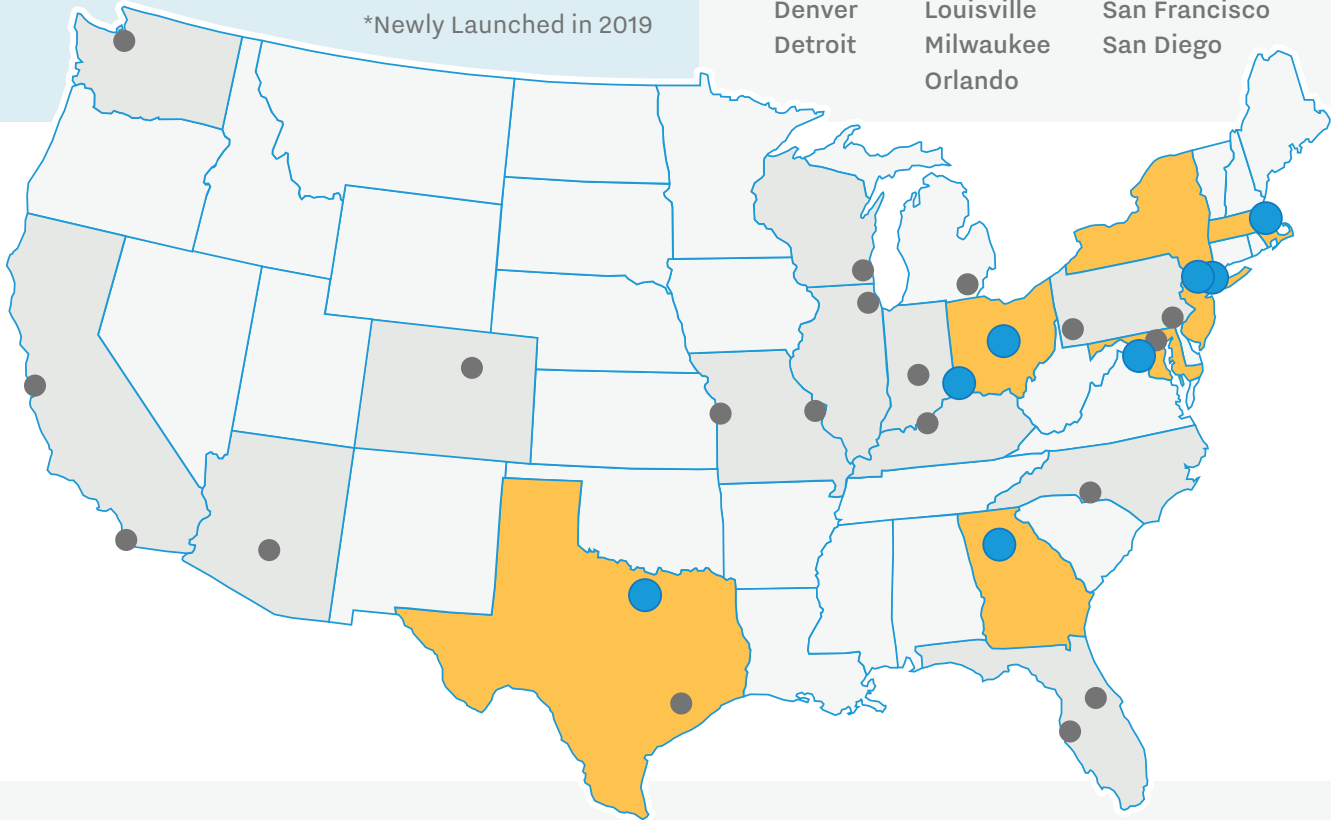 *Newly Launched in 2019
Denver
Detroit
Louisville
Milwaukee
Orlando
San Francisco
San Diego